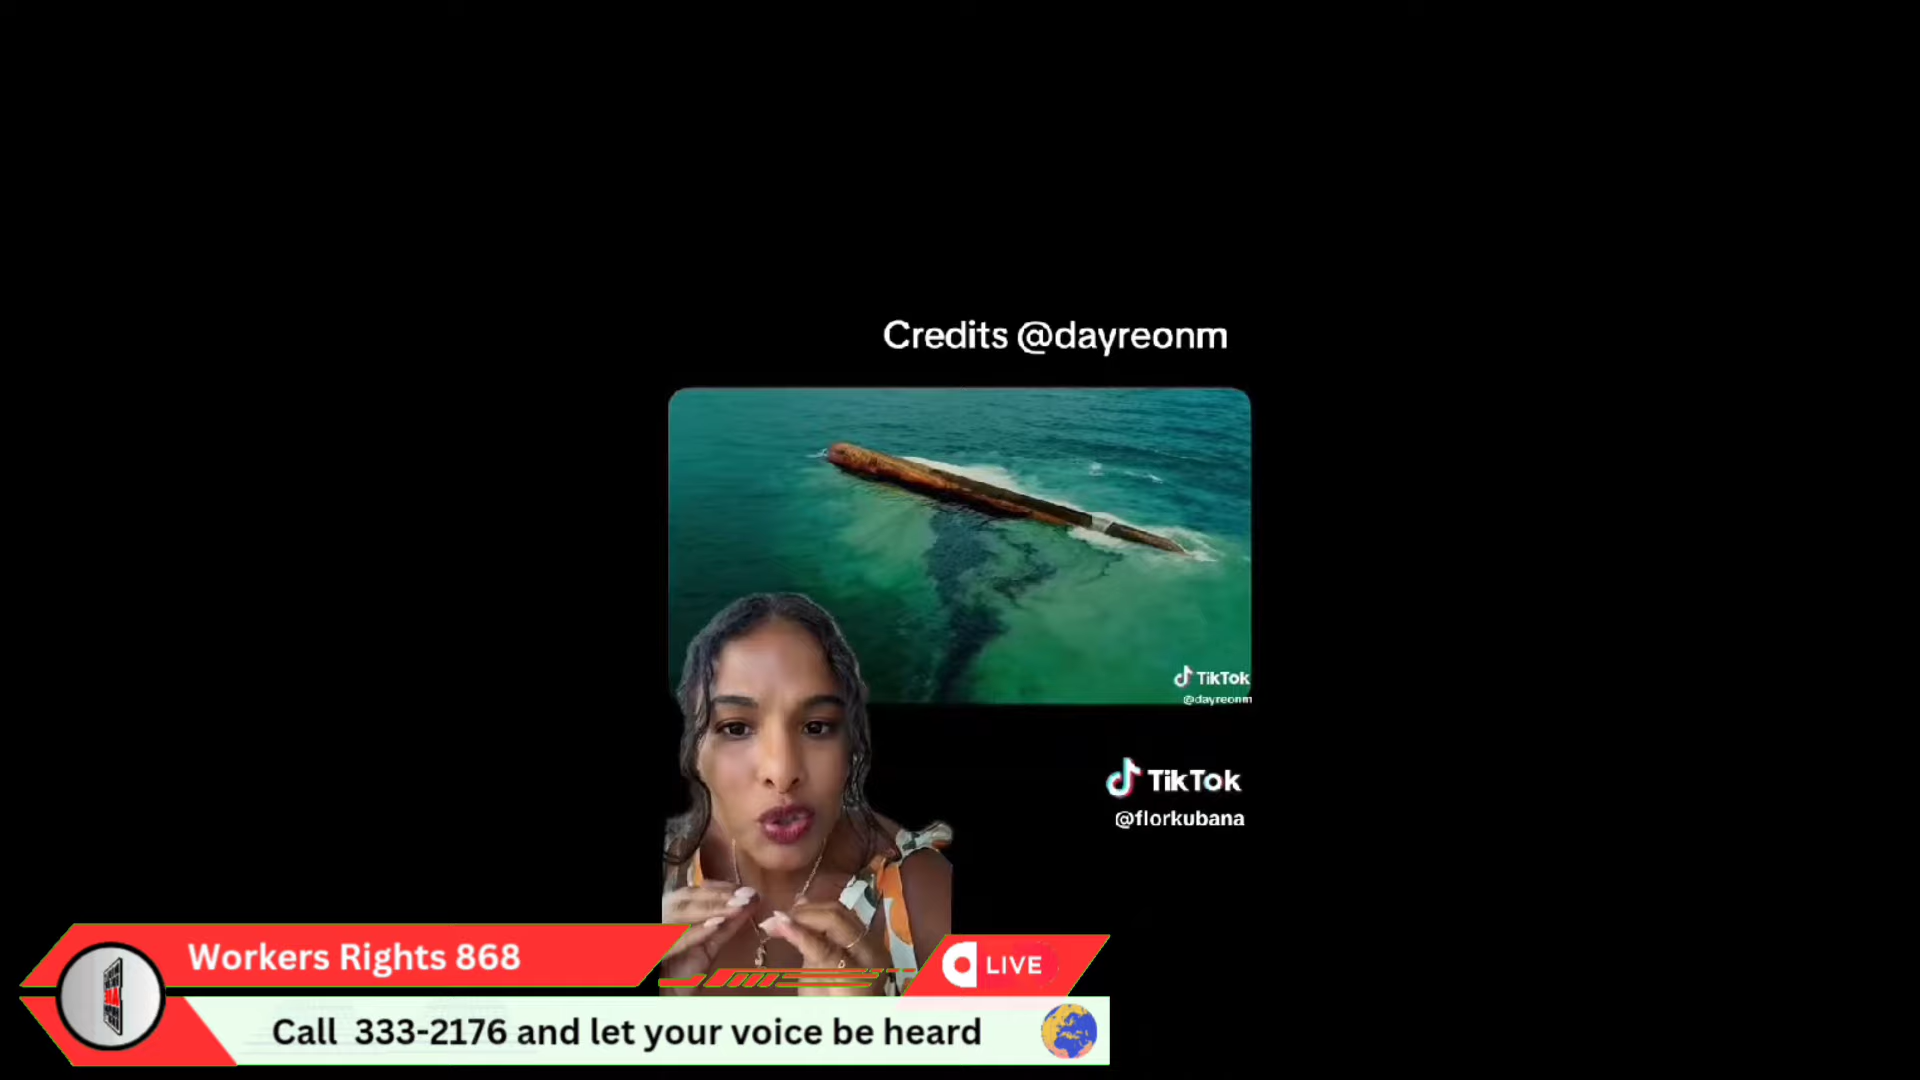 Credits @dayreonm
TikTok
@dayreonm
TikTok
@florkubana
Workers Rights 868
LIVE
Call 333-2176 and let your voice be heard